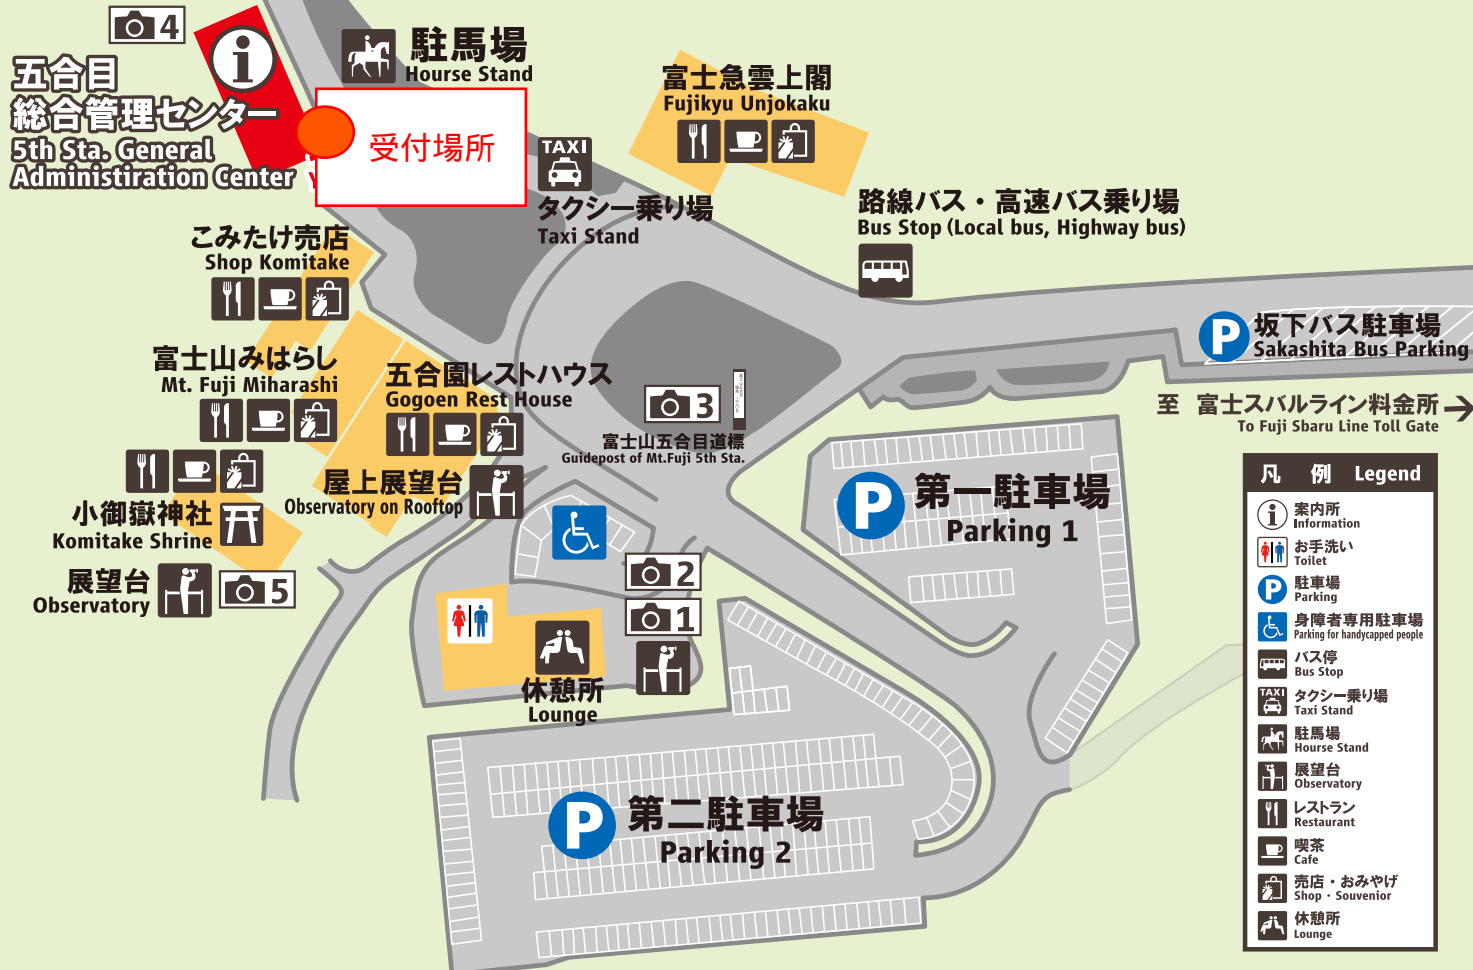 4
五合目
総合管理センター
5th Sta. General
Administiration Center
駐馬場
Hourse Stand
受付場所
TAXI
タクシー乗り場
Taxi Stand
富士急雲上閣
Fujikyu Unjokaku
路線バス・高速バス乗り場
Bus Stop (Local bus, Highway bus)
こみたけ売店
Shop Komitake
富士山みはらし
Mt. Fuji Miharashi
五合園レストハウス
Gogoen Rest House
3
富士山五合目道標
Guidepost of Mt.Fuji 5th Sta.
P
坂下バス駐車場
Sakashita Bus Parking
至 富士スバルライン料金所
To Fuji Sbaru Line Toll Gate
屋上展望台
Observatory on Rooftop
小御嶽神社
Komitake Shrine
展望台
Observatory
5
P
第一駐車場
Parking 1
2
1
休憩所
Lounge
P
第二駐車場
Parking 2
凡例 Legend
案内所
Information
お手洗い
Toilet
P
駐車場
Parking
身障者専用駐車場
Parking for handycapped people
バス停
Bus Stop
TAXI
タクシー乗り場
Taxi Stand
駐馬場
Hourse Stand
展望台
Observatory
レストラン
Restaurant
喫茶
Cafe
売店・おみやげ
Shop・Souvenior
休憩所
Lounge